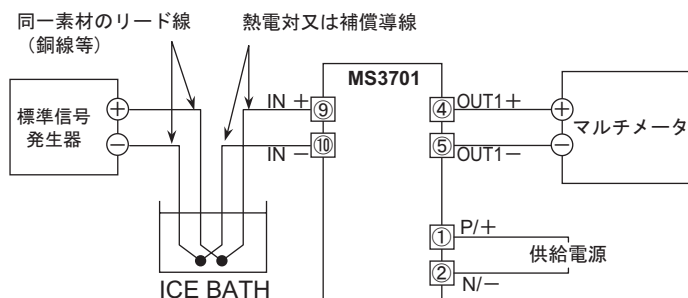 同一素材のリード線
（銅線等）
熱電対又は補償導線
標準信号
発生器
＋
－
IN ＋
IN －
⑨
⑩
MS3701
④
⑤
OUT1＋
OUT1－
＋
－
マルチメータ
①
②
P/＋
N/－
供給電源
ICE BATH